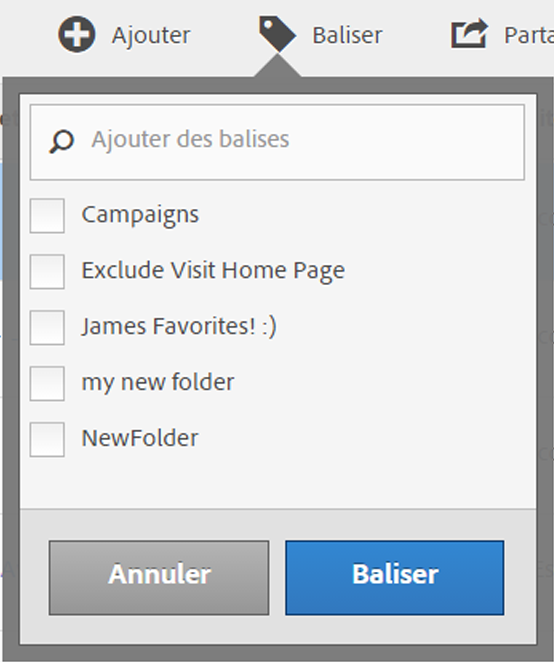 Ajouter Baliser Parta
Ajouter des balises
Campaigns
Exclude Visit Home Page
James Favorites! :)
my new folder
NewFolder
Annuler Baliser